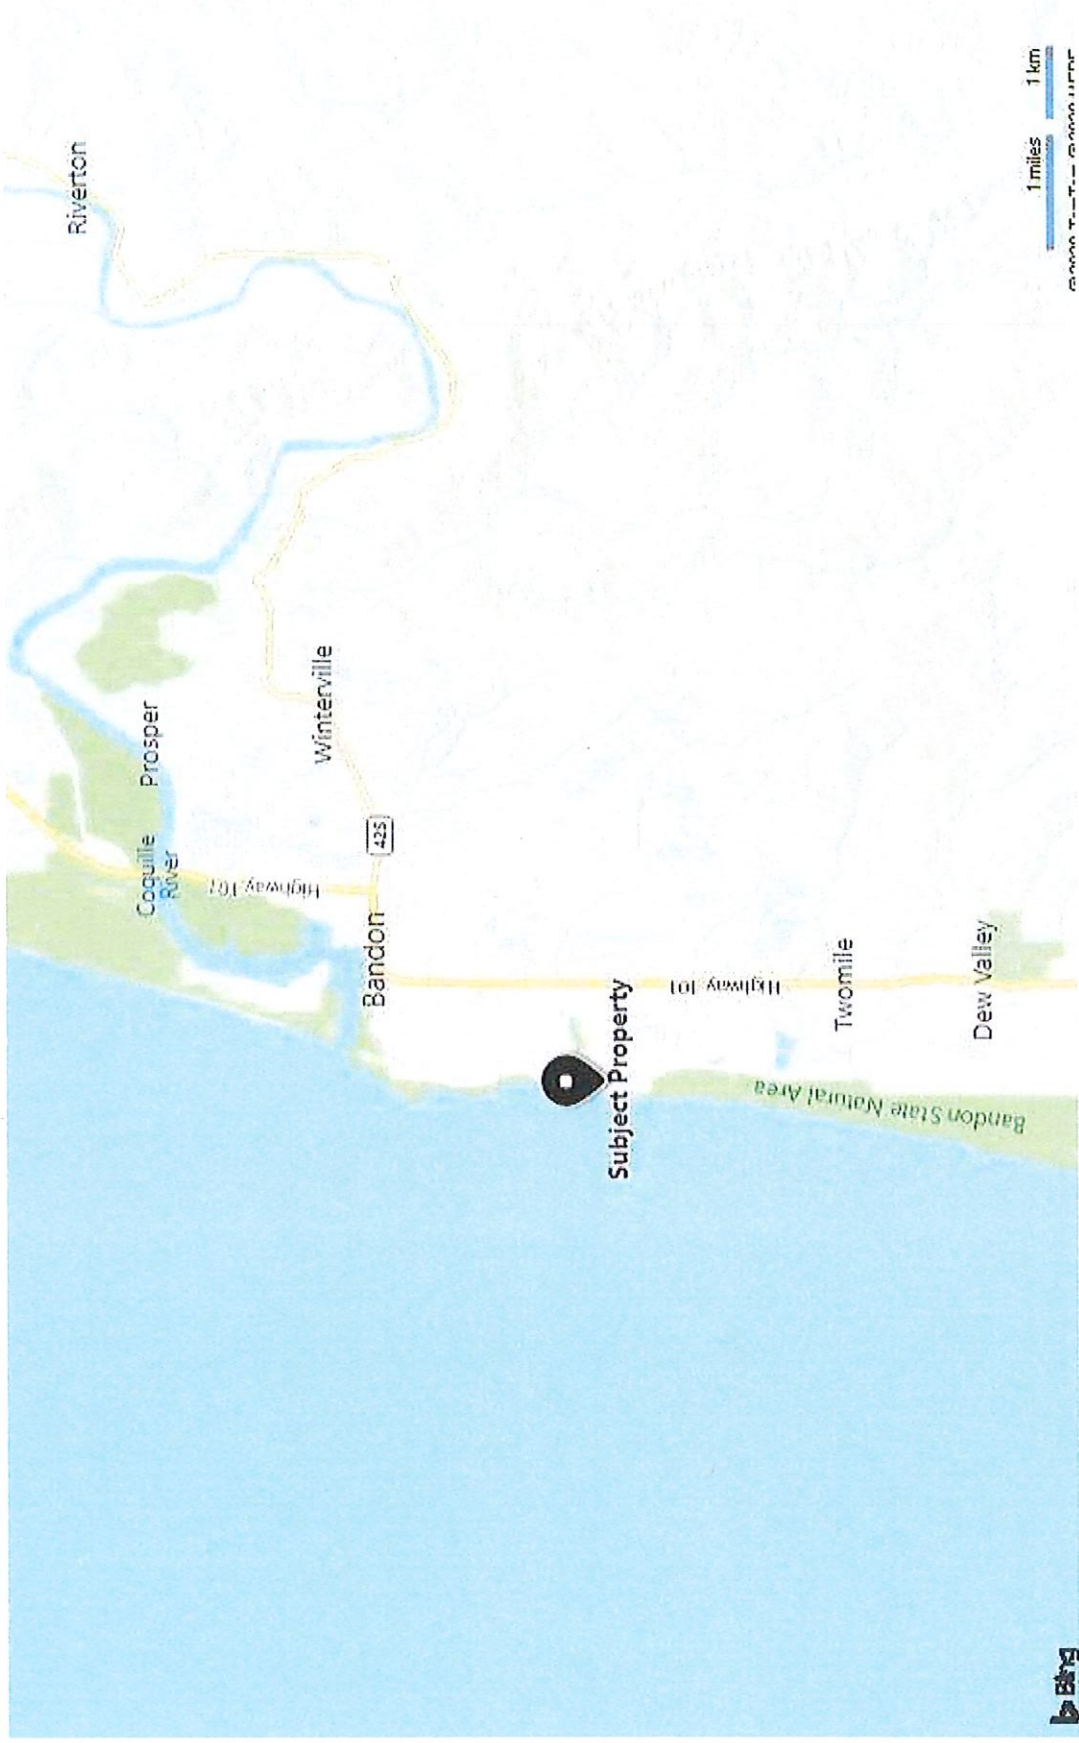 Riverton
Prosper
Coquille
River
Winterville
Highway 101
425
Bandon
Subject Property
Highway 101
Twomile
Dew Valley
Bandon State Natural Area
1 miles
1 km
Bing